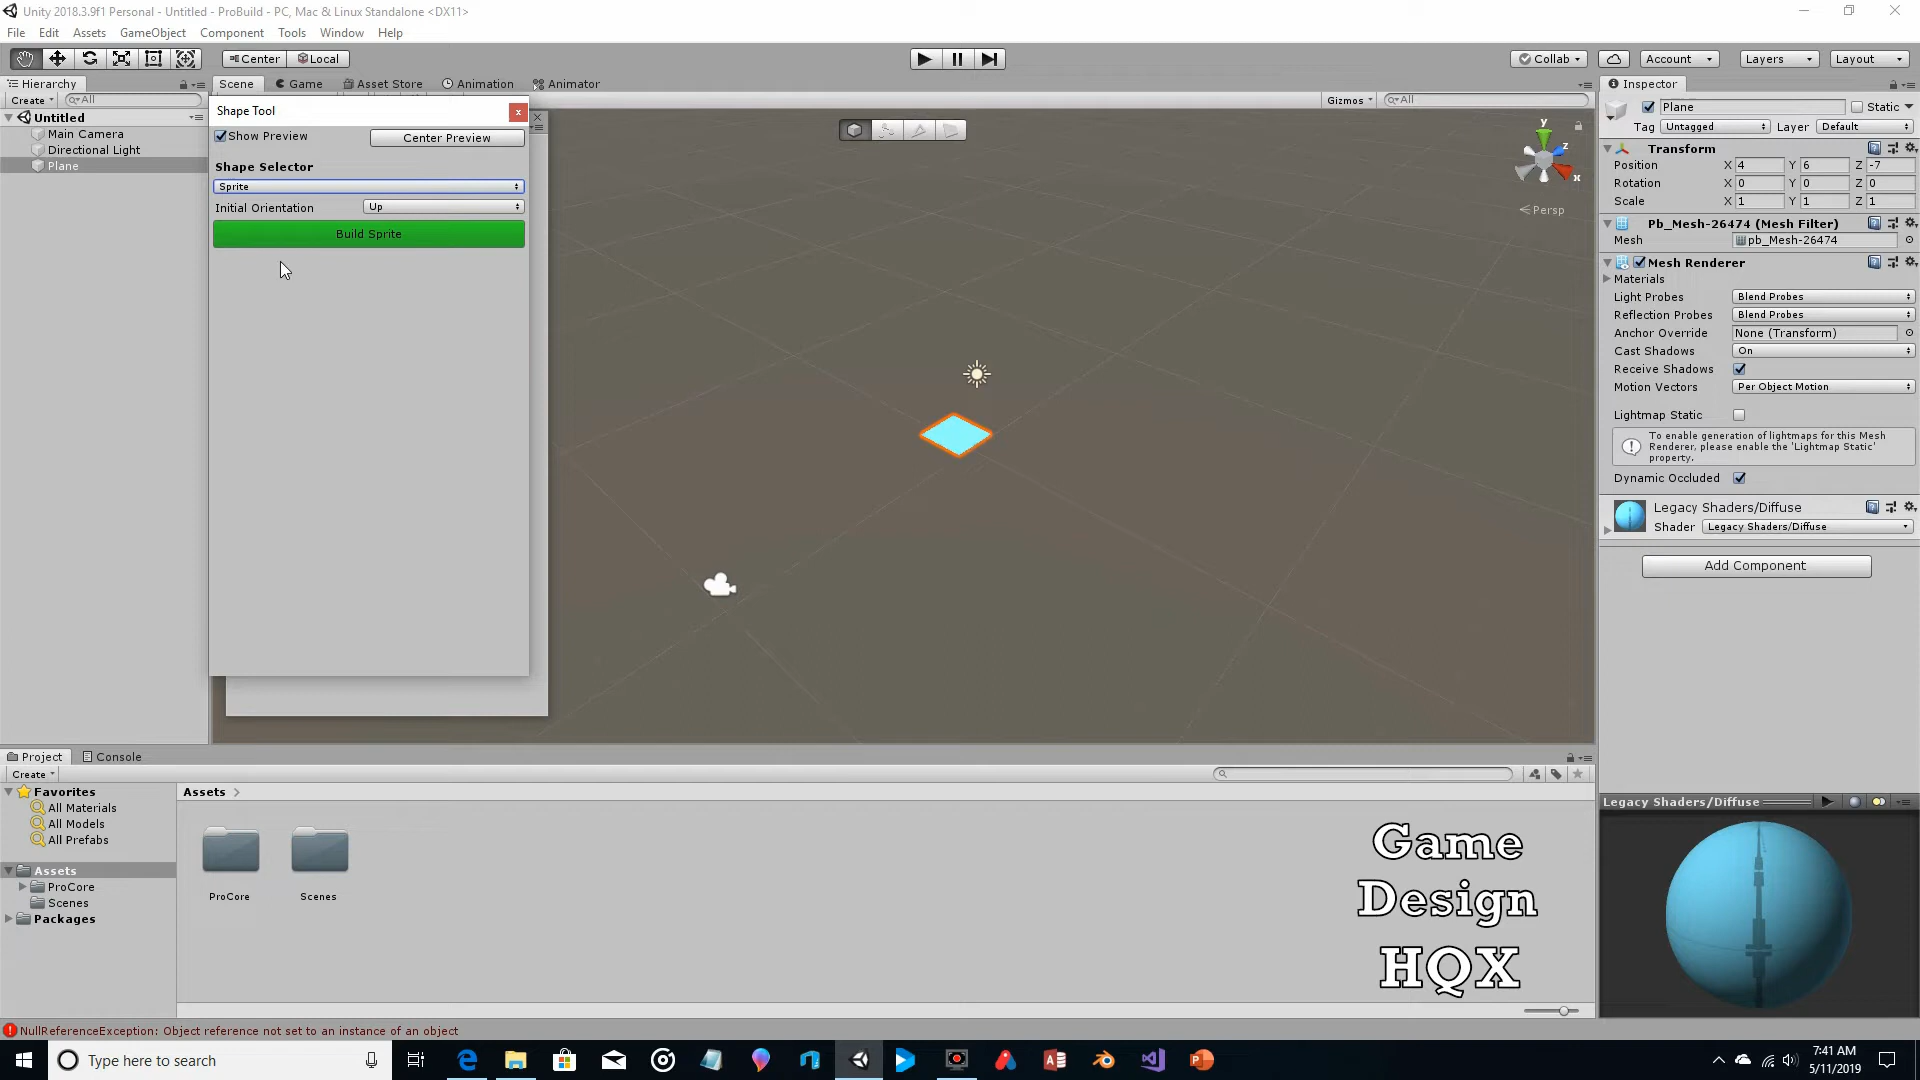 Unity 2018.3.9f1 Personal - Untitled - ProBuild - PC, Mac & Linux Standalone <DX11>
File Edit Assets GameObject Component Tools Window Help
Center Local Collab Account Layers Layout
Hierarchy Scene Game Asset Store Animation Animator Inspector
Create All Gizmos All
Untitled
Main Camera
Directional Light
Plane
Shape Tool
Show Preview Center Preview
Shape Selector
Sprite
Initial Orientation Up
Build Sprite
y
z
x
Persp
Plane Static
Tag Untagged Layer Default
Transform
Position X 4 Y 6 Z -7
Rotation X 0 Y 0 Z 0
Scale X 1 Y 1 Z 1
Pb_Mesh-26474 (Mesh Filter)
Mesh pb_Mesh-26474
Mesh Renderer
Materials
Light Probes Blend Probes
Reflection Probes Blend Probes
Anchor Override None (Transform)
Cast Shadows On
Receive Shadows
Motion Vectors Per Object Motion
Lightmap Static
To enable generation of lightmaps for this Mesh
Renderer, please enable the 'Lightmap Static'
property.
Dynamic Occluded
Legacy Shaders/Diffuse
Shader Legacy Shaders/Diffuse
Add Component
Project Console
Create
Favorites
All Materials
All Models
All Prefabs
Assets
ProCore
Scenes
Packages
Assets
ProCore Scenes
Game
Design
HQX
Legacy Shaders/Diffuse
NullReferenceException: Object reference not set to an instance of an object
Type here to search
7:41 AM
5/11/2019